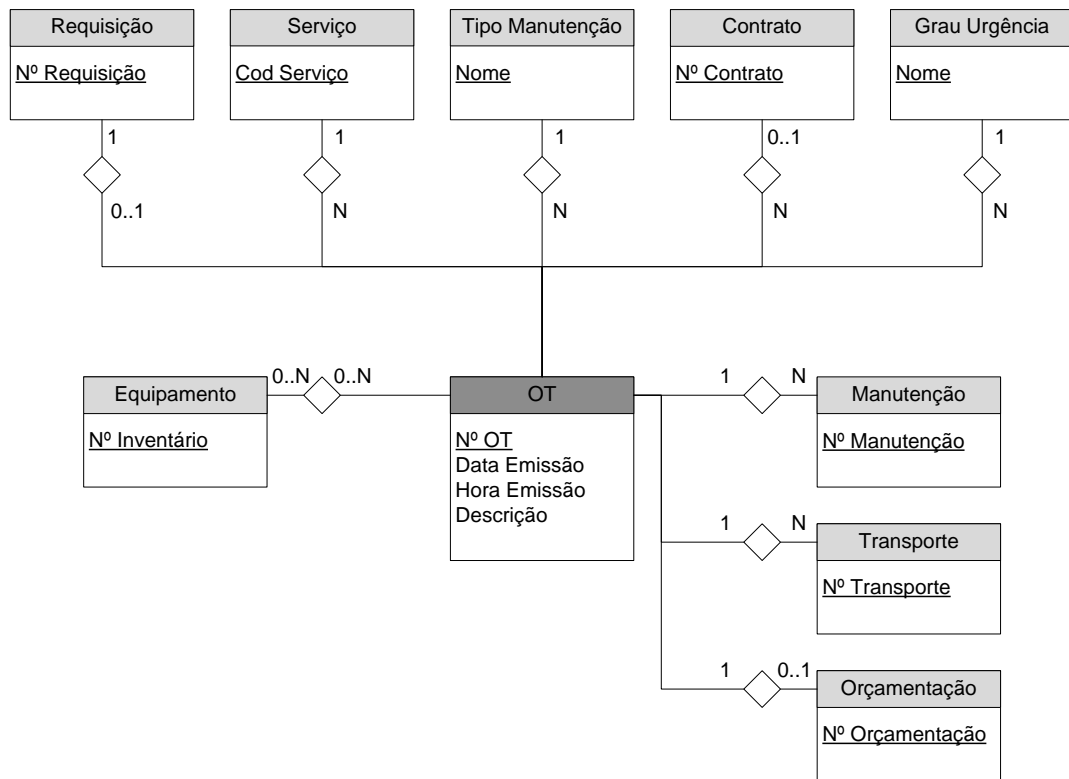 Requisição
Nº Requisição
Serviço
Cod Serviço
Tipo Manutenção
Nome
Contrato
Nº Contrato
Grau Urgência
Nome
1
1
1
0..1
1
0..1
N
N
N
N
Equipamento
Nº Inventário
0..N
0..N
OT
Nº OT
Data Emissão
Hora Emissão
Descrição
1
N
Manutenção
Nº Manutenção
1
N
Transporte
Nº Transporte
1
0..1
Orçamentação
Nº Orçamentação